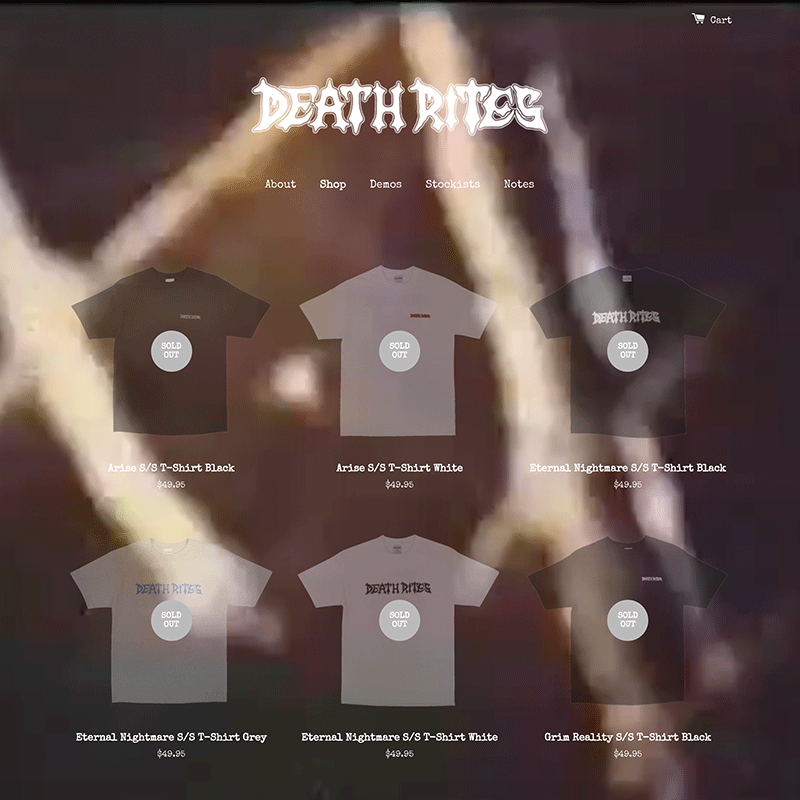 Cart
DEATH RITES
About Shop Demos Stockists Notes
SOLD
OUT
SOLD
OUT
DEATH RITES
SOLD
OUT
Arise S/S T-Shirt Black
$49.95
Arise S/S T-Shirt White
$49.95
Eternal Nightmare S/S T-Shirt Black
$49.95
DEATH RITES
SOLD
OUT
DEATH RITES
SOLD
OUT
SOLD
OUT
Eternal Nightmare S/S T-Shirt Grey
$49.95
Eternal Nightmare S/S T-Shirt White
$49.95
Grim Reality S/S T-Shirt Black
$49.95